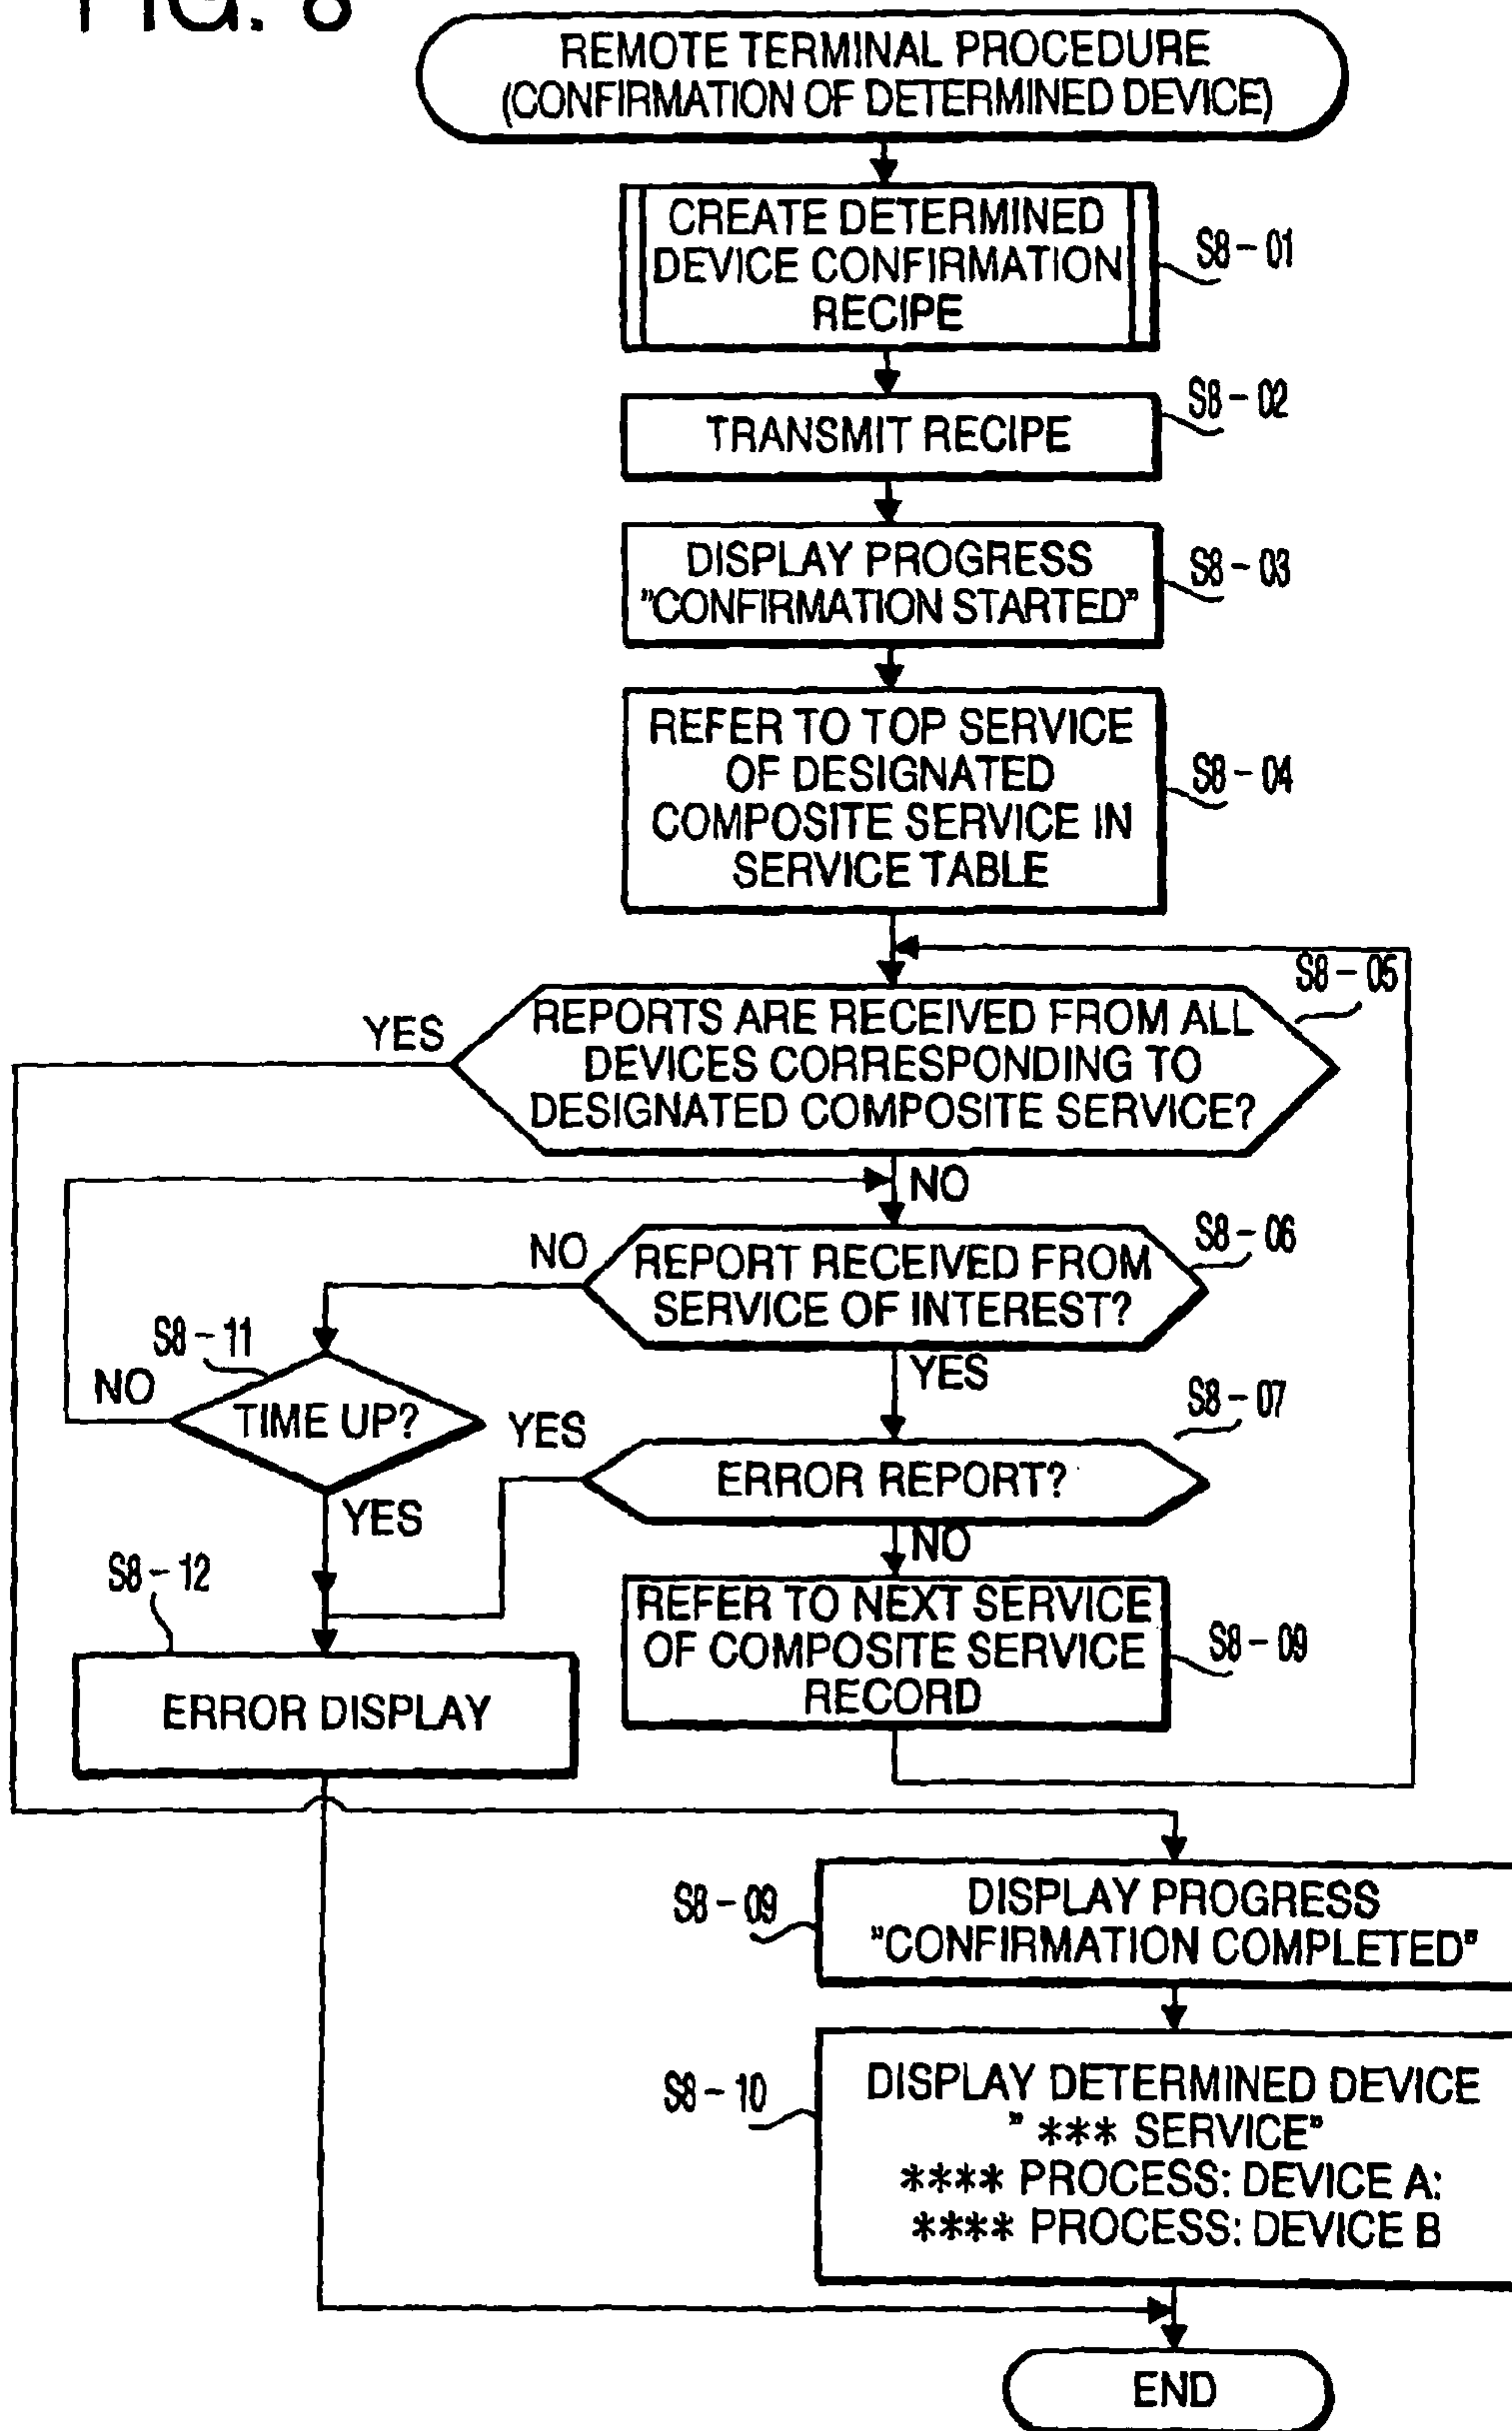 FIG. 8
REMOTE TERMINAL PROCEDURE
(CONFIRMATION OF DETERMINED DEVICE)
CREATE DETERMINED
DEVICE CONFIRMATION
RECIPE
S8-01
TRANSMIT RECIPE
S8-02
DISPLAY PROGRESS
"CONFIRMATION STARTED"
S8-03
REFER TO TOP SERVICE
OF DESIGNATED
COMPOSITE SERVICE IN
SERVICE TABLE
S8-04
S8-05
YES
REPORTS ARE RECEIVED FROM ALL
DEVICES CORRESPONDING TO
DESIGNATED COMPOSITE SERVICE?
NO
S8-06
NO
REPORT RECEIVED FROM
SERVICE OF INTEREST?
S8-11
YES
NO
TIME UP?
S8-07
YES
ERROR REPORT?
YES
NO
S8-12
REFER TO NEXT SERVICE
OF COMPOSITE SERVICE
RECORD
S8-09
ERROR DISPLAY
S8-09
DISPLAY PROGRESS
"CONFIRMATION COMPLETED"
S8-10
DISPLAY DETERMINED DEVICE
" *** SERVICE"
**** PROCESS: DEVICE A:
**** PROCESS: DEVICE B
END